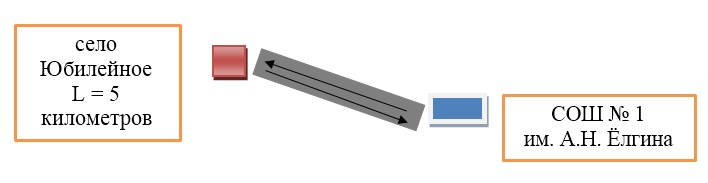 село
Юбилейное
L = 5
километров
СОШ № 1
им. А.Н. Ёлгина